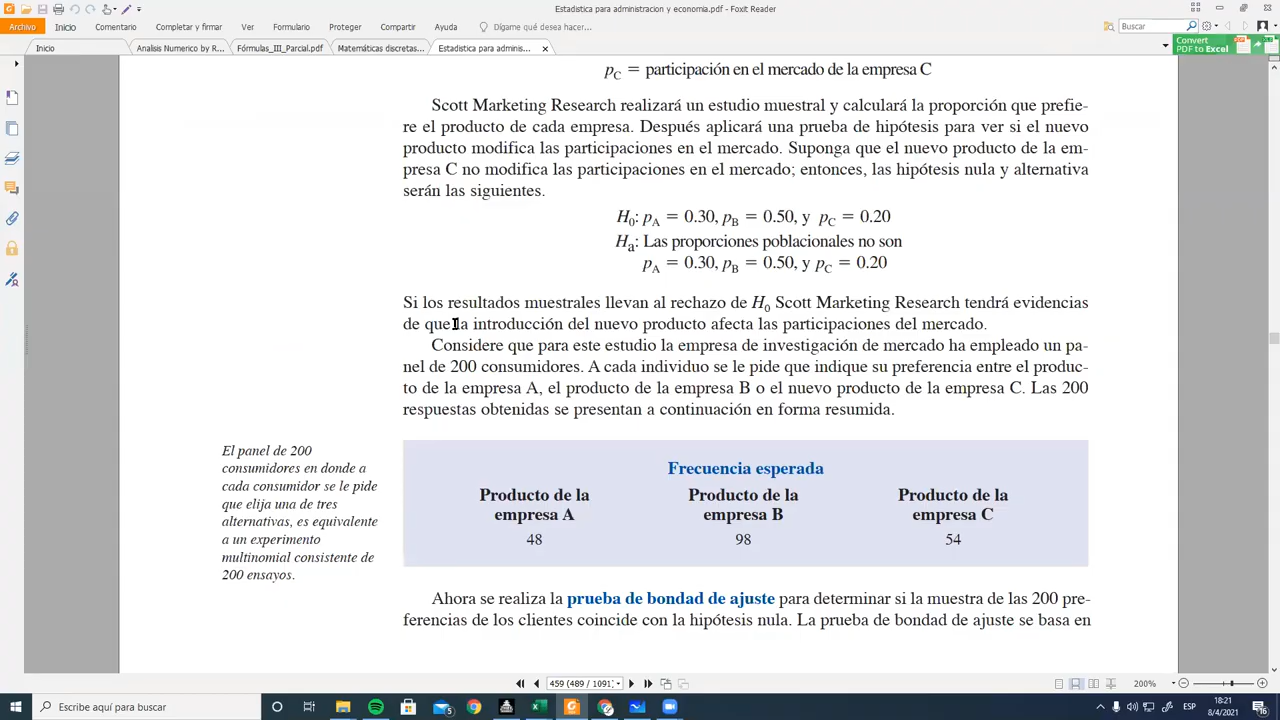 Estadistica para administracion y economia.pdf - Foxit Reader
Archivo Inicio Comentario Completar y firmar Ver Formulario Proteger Compartir Ayuda Dígame qué desea hacer... Buscar
Inicio Analisis Numerico by R... Fórmulas_III_Parcial.pdf Matemáticas discretas... Estadistica para adminis...
Convert
PDF to Excel
pC = participación en el mercado de la empresa C
Scott Marketing Research realizará un estudio muestral y calculará la proporción que prefie-
re el producto de cada empresa. Después aplicará una prueba de hipótesis para ver si el nuevo
producto modifica las participaciones en el mercado. Suponga que el nuevo producto de la em-
presa C no modifica las participaciones en el mercado; entonces, las hipótesis nula y alternativa
serán las siguientes.
H0: pA = 0.30, pB = 0.50, y pC = 0.20
Ha: Las proporciones poblacionales no son
pA = 0.30, pB = 0.50, y pC = 0.20
Si los resultados muestrales llevan al rechazo de H0 Scott Marketing Research tendrá evidencias
de que la introducción del nuevo producto afecta las participaciones del mercado.
Considere que para este estudio la empresa de investigación de mercado ha empleado un pa-
nel de 200 consumidores. A cada individuo se le pide que indique su preferencia entre el produc-
to de la empresa A, el producto de la empresa B o el nuevo producto de la empresa C. Las 200
respuestas obtenidas se presentan a continuación en forma resumida.
El panel de 200
consumidores en donde a
cada consumidor se le pide
que elija una de tres
alternativas, es equivalente
a un experimento
multinomial consistente de
200 ensayos.
Frecuencia esperada
Producto de la Producto de la Producto de la
empresa A empresa B empresa C
48 98 54
Ahora se realiza la prueba de bondad de ajuste para determinar si la muestra de las 200 pre-
ferencias de los clientes coincide con la hipótesis nula. La prueba de bondad de ajuste se basa en
459 (489 / 1091) 200%
Escribe aquí para buscar
ESP
18:21
8/4/2021
16